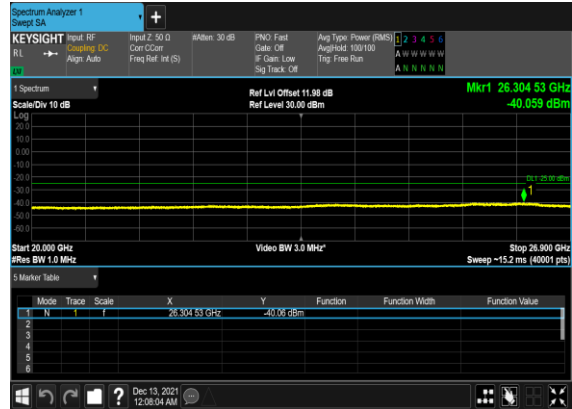 Spectrum Analyzer 1
Swept SA
+
KEYSIGHT Input: RF Input Z: 50 Ω #Atten: 30 dB PNO: Fast Avg Type: Power (RMS) 1 2 3 4 5 6
RL Coupling: DC Corr CCorr Gate: Off Avg|Hold: 100/100 A W W W W W
Align: Auto Freq Ref: Int (S) IF Gain: Low Trig: Free Run
Sig Track: Off A N N N N N
1 Spectrum Ref Lvl Offset 11.98 dB Mkr1 26.304 53 GHz
Scale/Div 10 dB Ref Level 30.00 dBm -40.059 dBm
Log
20.0
10.0
0.00
-10.0
-20.0
DL1 -25.00 dBm
-30.0
1
-40.0
-50.0
-60.0
Start 20.000 GHz Video BW 3.0 MHz* Stop 26.900 GHz
#Res BW 1.0 MHz Sweep ~15.2 ms (40001 pts)
5 Marker Table
Mode Trace Scale X Y Function Function Width Function Value
1 N 1 f 26.304 53 GHz -40.06 dBm
2
3
4
5
6
? Dec 13, 2021
12:08:04 AM